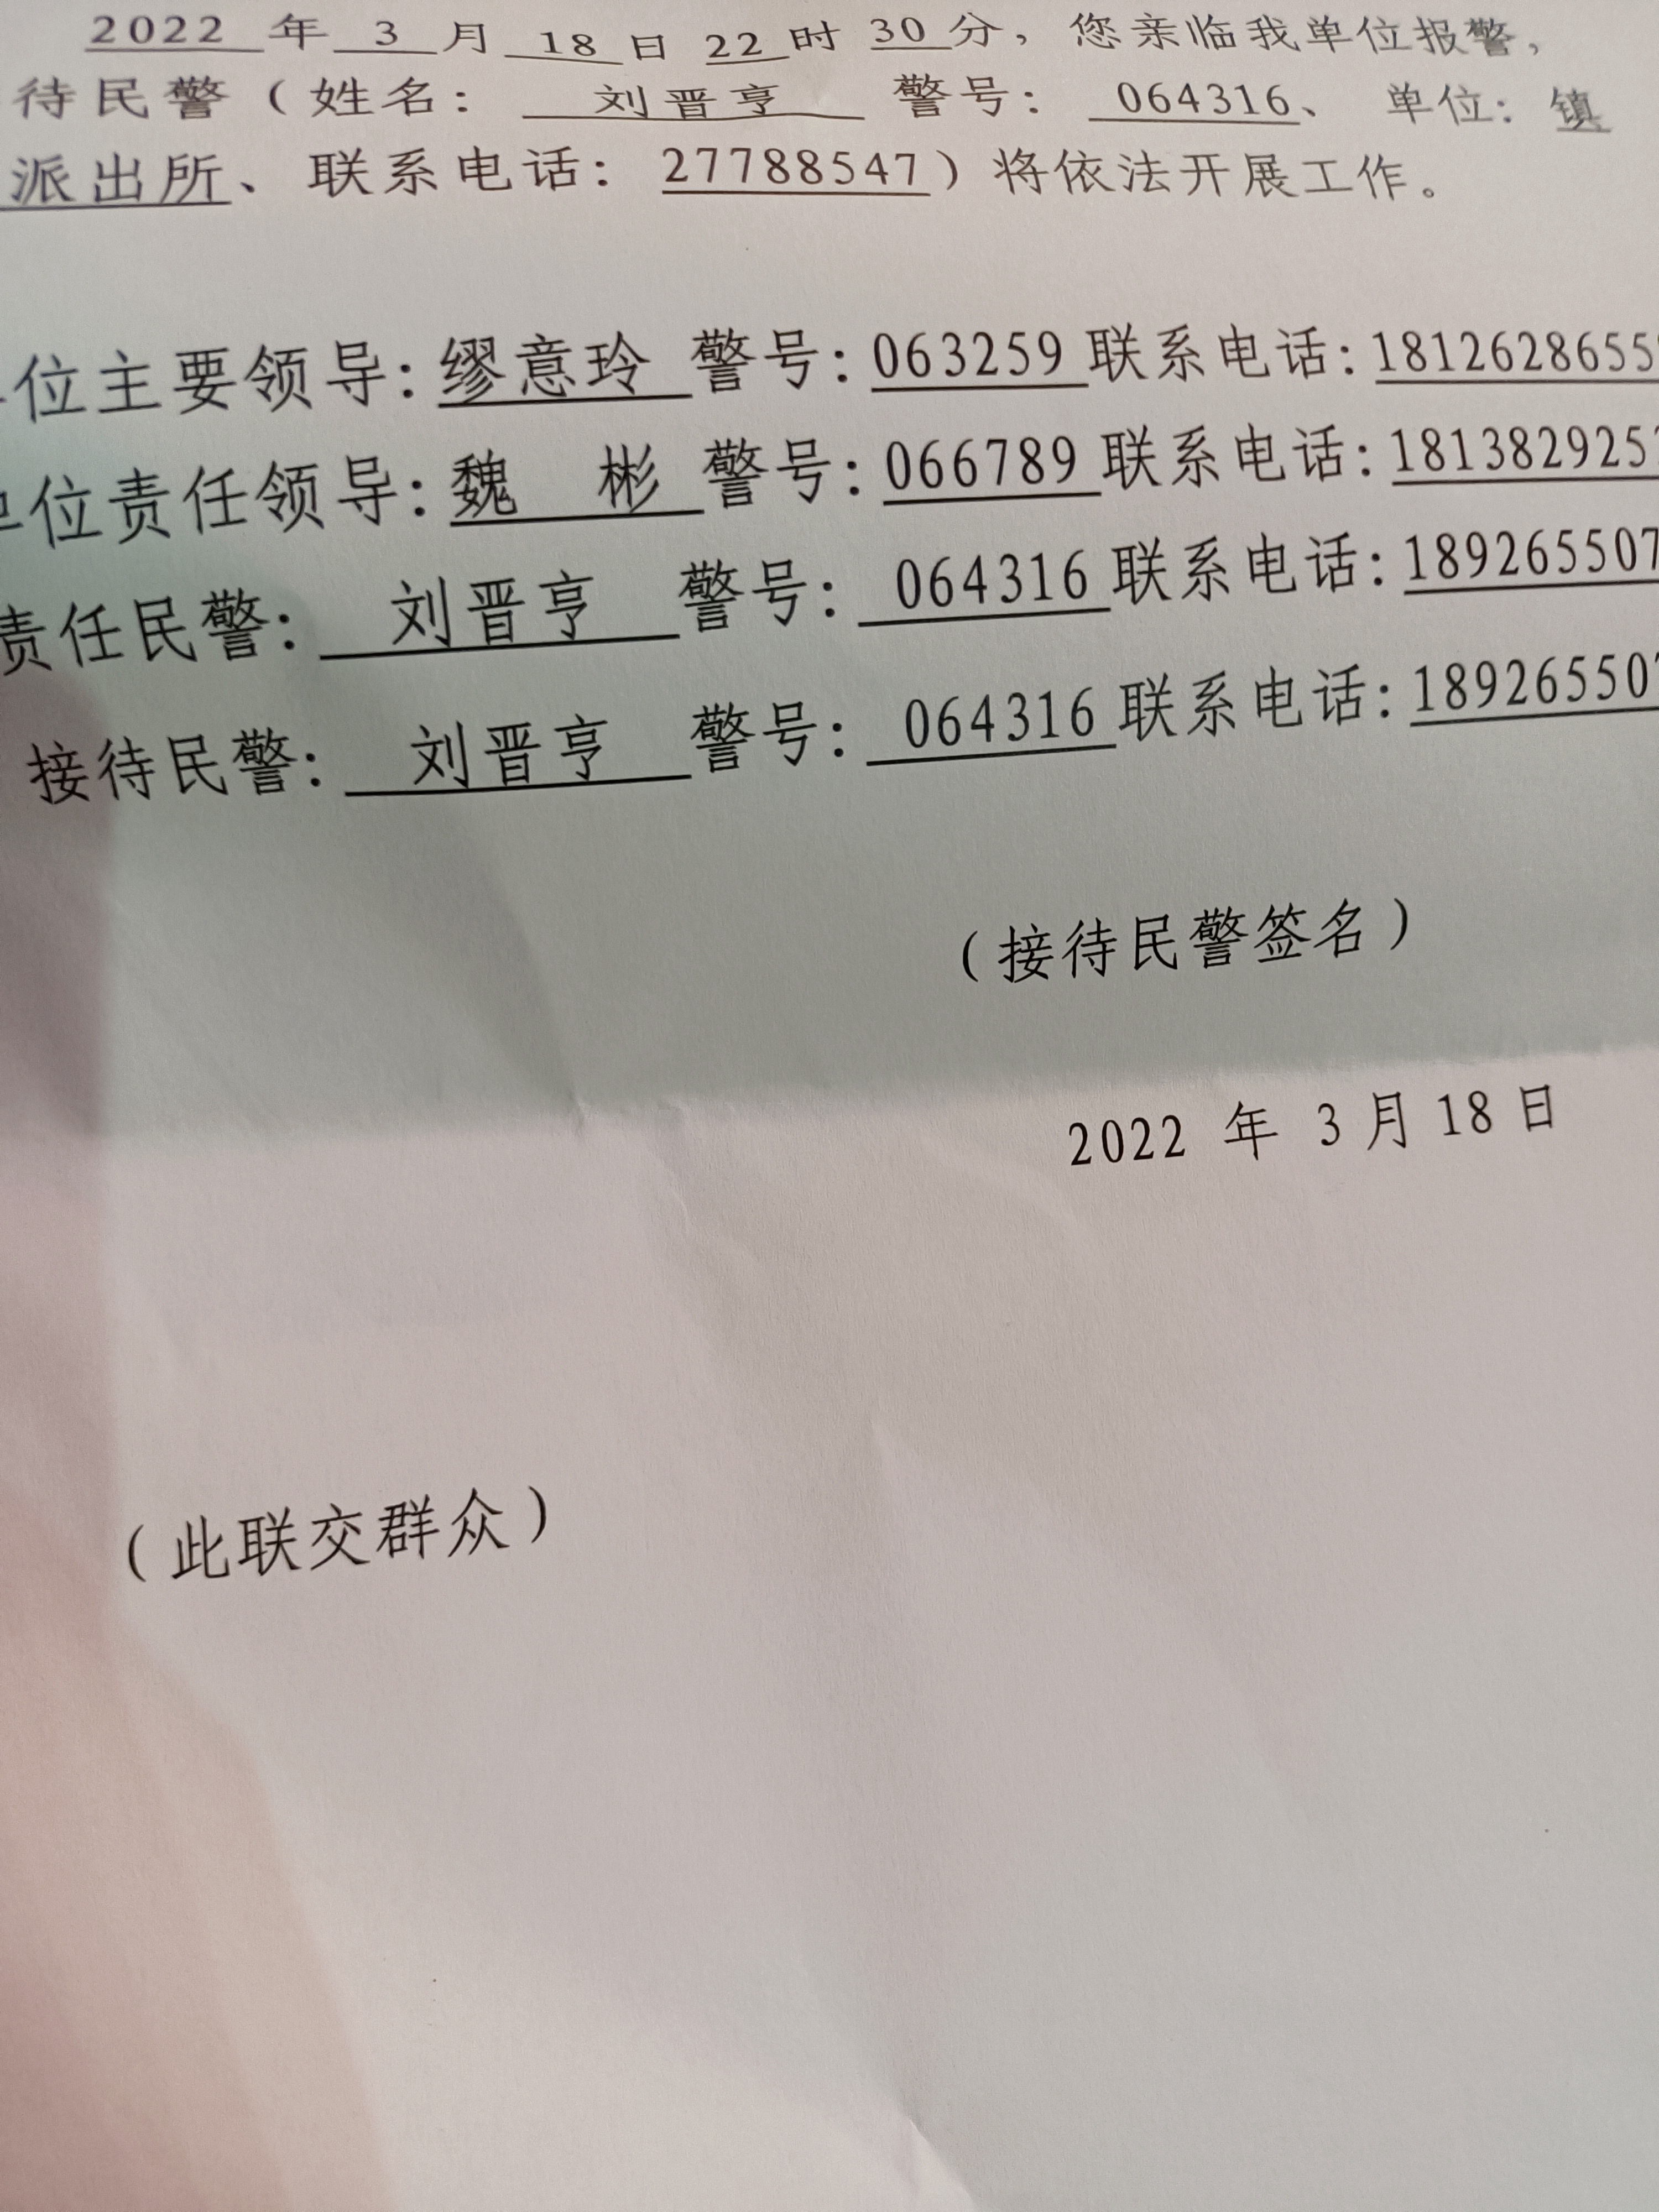 2022 年 3 月 18 日 22 时 30 分，您亲临我单位报警，
待民警（姓名： 刘晋亨 警号： 064316、 单位：镇
派出所、联系电话：27788547）将依法开展工作。
位主要领导：缪意玲 警号：063259 联系电话：1812628655
单位责任领导：魏 彬 警号：066789 联系电话：181382925
责任民警： 刘晋亨 警号： 064316 联系电话：189265507
接待民警： 刘晋亨 警号： 064316 联系电话：18926550
（接待民警签名）
2022 年 3 月 18 日
（此联交群众）